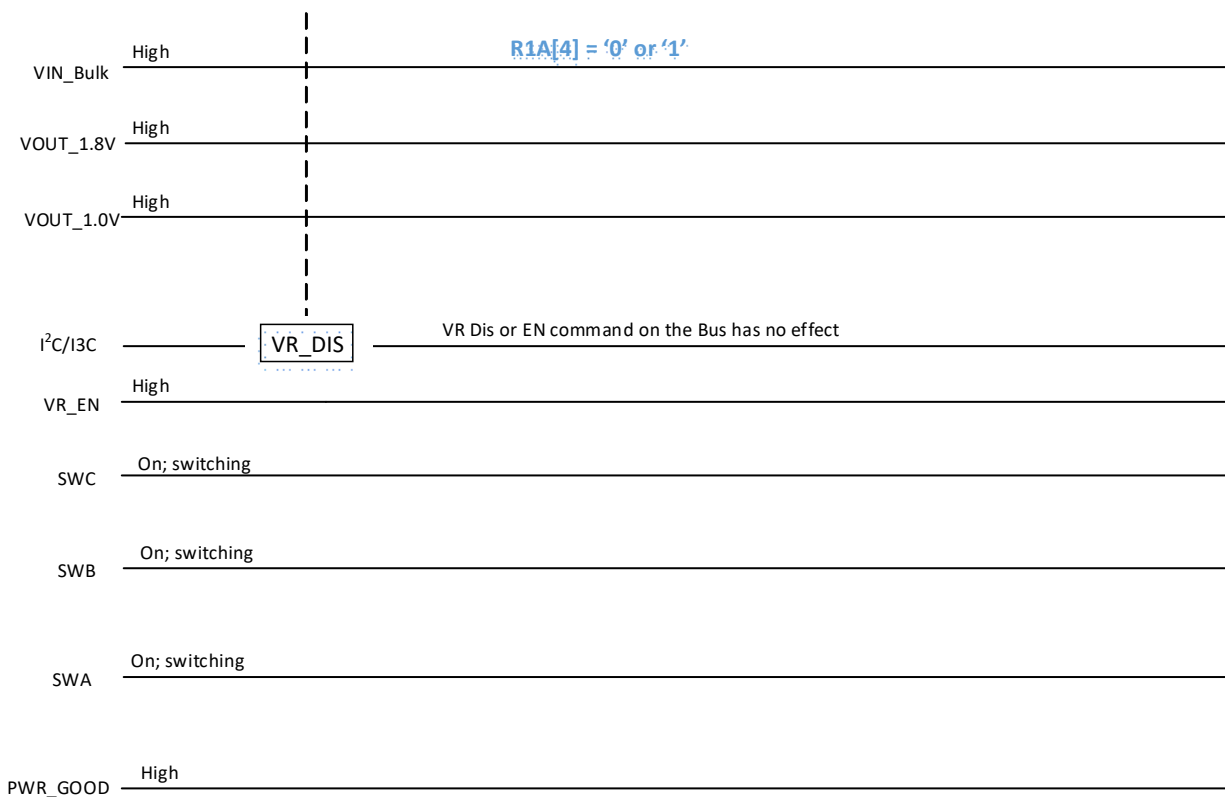 R1A[4] = ‘0’ or ‘1’
VIN_Bulk High
VOUT_1.8V High
VOUT_1.0V High
I²C/I3C VR_DIS VR Dis or EN command on the Bus has no effect
VR_EN High
SWC On; switching
SWB On; switching
SWA On; switching
PWR_GOOD High